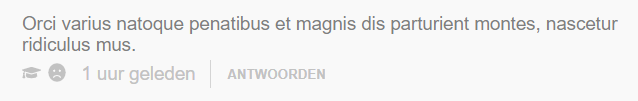 Orci varius natoque penatibus et magnis dis parturient montes, nascetur
ridiculus mus.
1 uur geleden ANTWOORDEN